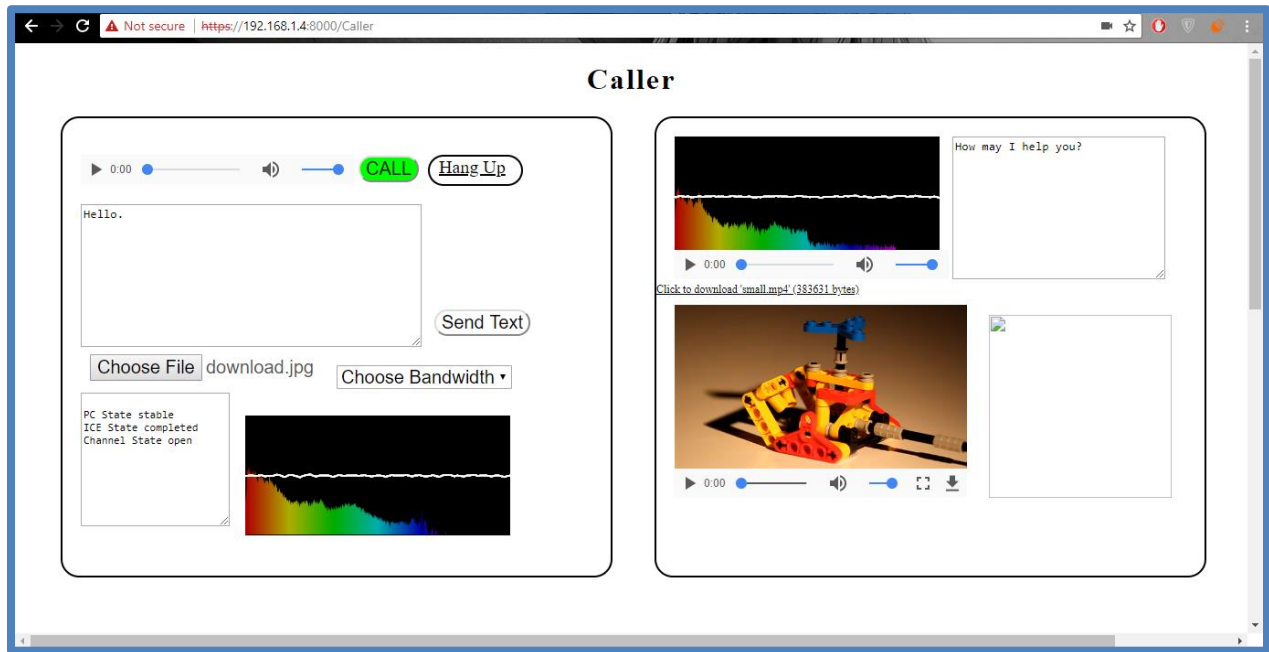 Not secure | https://192.168.1.4:8000/Caller
Caller
0:00
CALL
Hang Up
Hello.
Send Text
Choose File download.jpg
Choose Bandwidth
PC State stable
ICE State completed
Channel State open
How may I help you?
0:00
Click to download 'small.mp4' (383631 bytes)
0:00